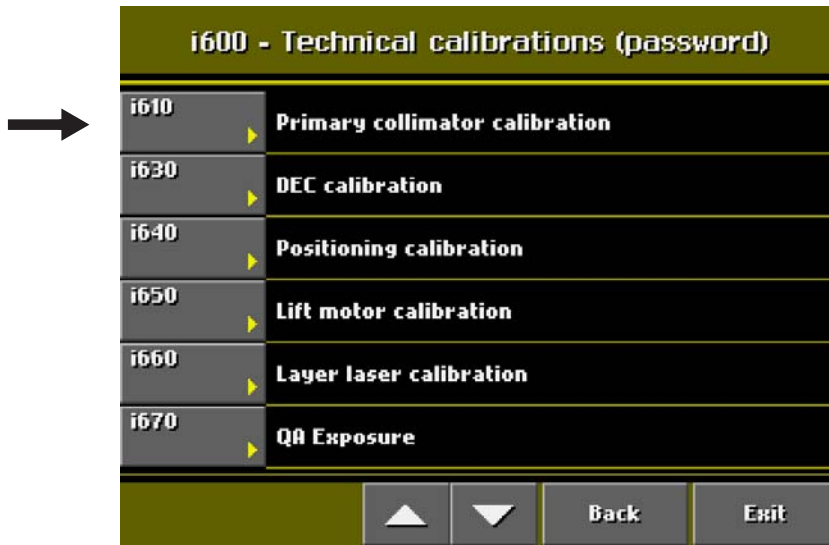 i600 - Technical calibrations (password)
i610 Primary collimator calibration
i630 DEC calibration
i640 Positioning calibration
i650 Lift motor calibration
i660 Layer laser calibration
i670 QA Exposure
Back Exit